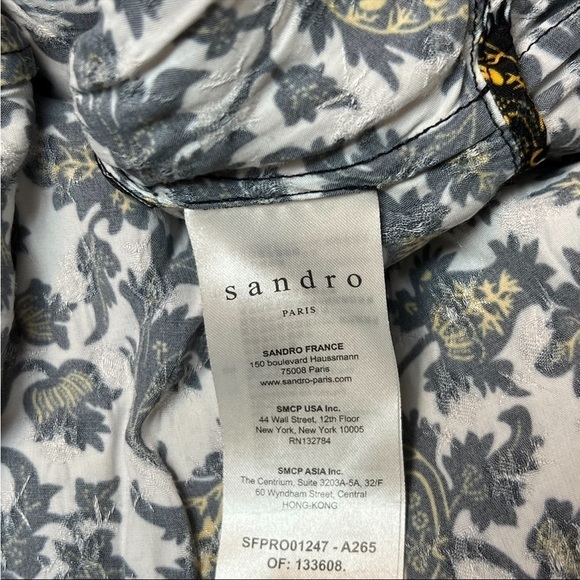 sandro
PARIS
SANDRO FRANCE
150 boulevard Haussmann
75008 Paris
www.sandro-paris.com
SMCP USA Inc.
44 Wall Street, 12th Floor
New York, New York 10005
RN132784
SMCP ASIA Inc.
The Centrium, Suite 3203A-5A, 32/F
60 Wyndham Street, Central
HONG-KONG
SFPRO01247 - A265
OF: 133608.